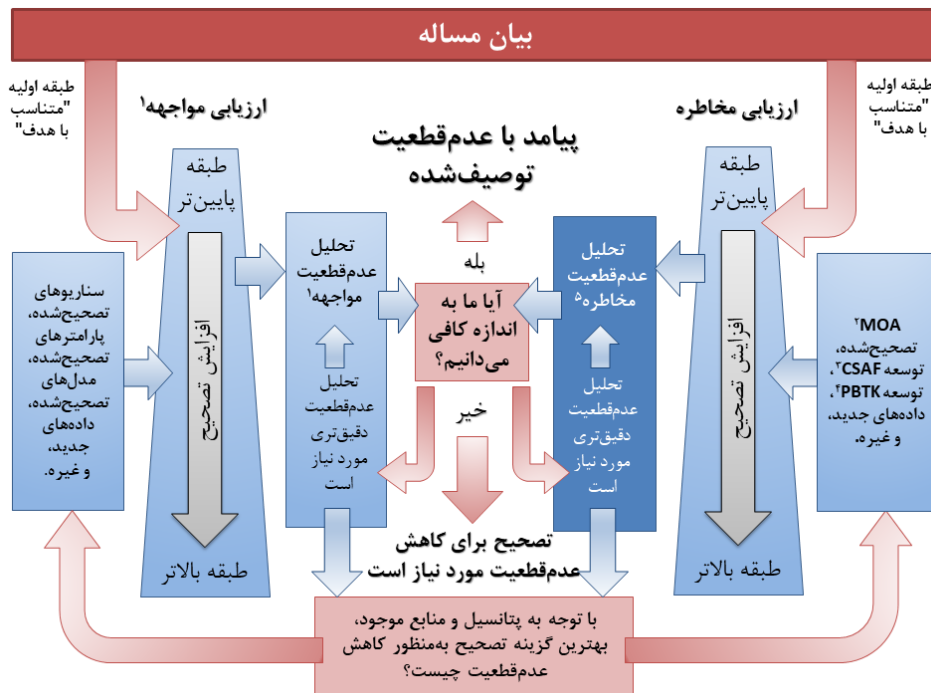 بیان مساله
طبقه اولیه
"متناسب
با هدف"
ارزیابی مخاطره
طبقه
پایین‌تر
افزایش تصحیح
طبقه بالاتر
MOA۲
تصحیح‌شده،
توسعه CSAF۳،
توسعه PBTK۴،
داده‌های جدید،
و غیره.
تحلیل
عدم‌قطعیت
مخاطره۵
تحلیل
عدم‌قطعیت
دقیق‌تری
مورد نیاز
است
پیامد با عدم‌قطعیت
توصیف‌شده
بله
آیا ما به
اندازه کافی
می‌دانیم؟
خیر
تصحیح برای کاهش
عدم‌قطعیت مورد نیاز است
طبقه اولیه
"متناسب
با هدف"
ارزیابی مواجهه۱
طبقه
پایین‌تر
افزایش تصحیح
طبقه بالاتر
تحلیل
عدم‌قطعیت
مواجهه۱
تحلیل
عدم‌قطعیت
دقیق‌تری
مورد نیاز
است
سناریوهای
تصحیح‌شده،
پارامترهای
تصحیح‌شده،
مدل‌های
تصحیح‌شده،
داده‌های
جدید،
و غیره.
با توجه به پتانسیل و منابع موجود،
بهترین گزینه تصحیح به‌منظور کاهش
عدم‌قطعیت چیست؟